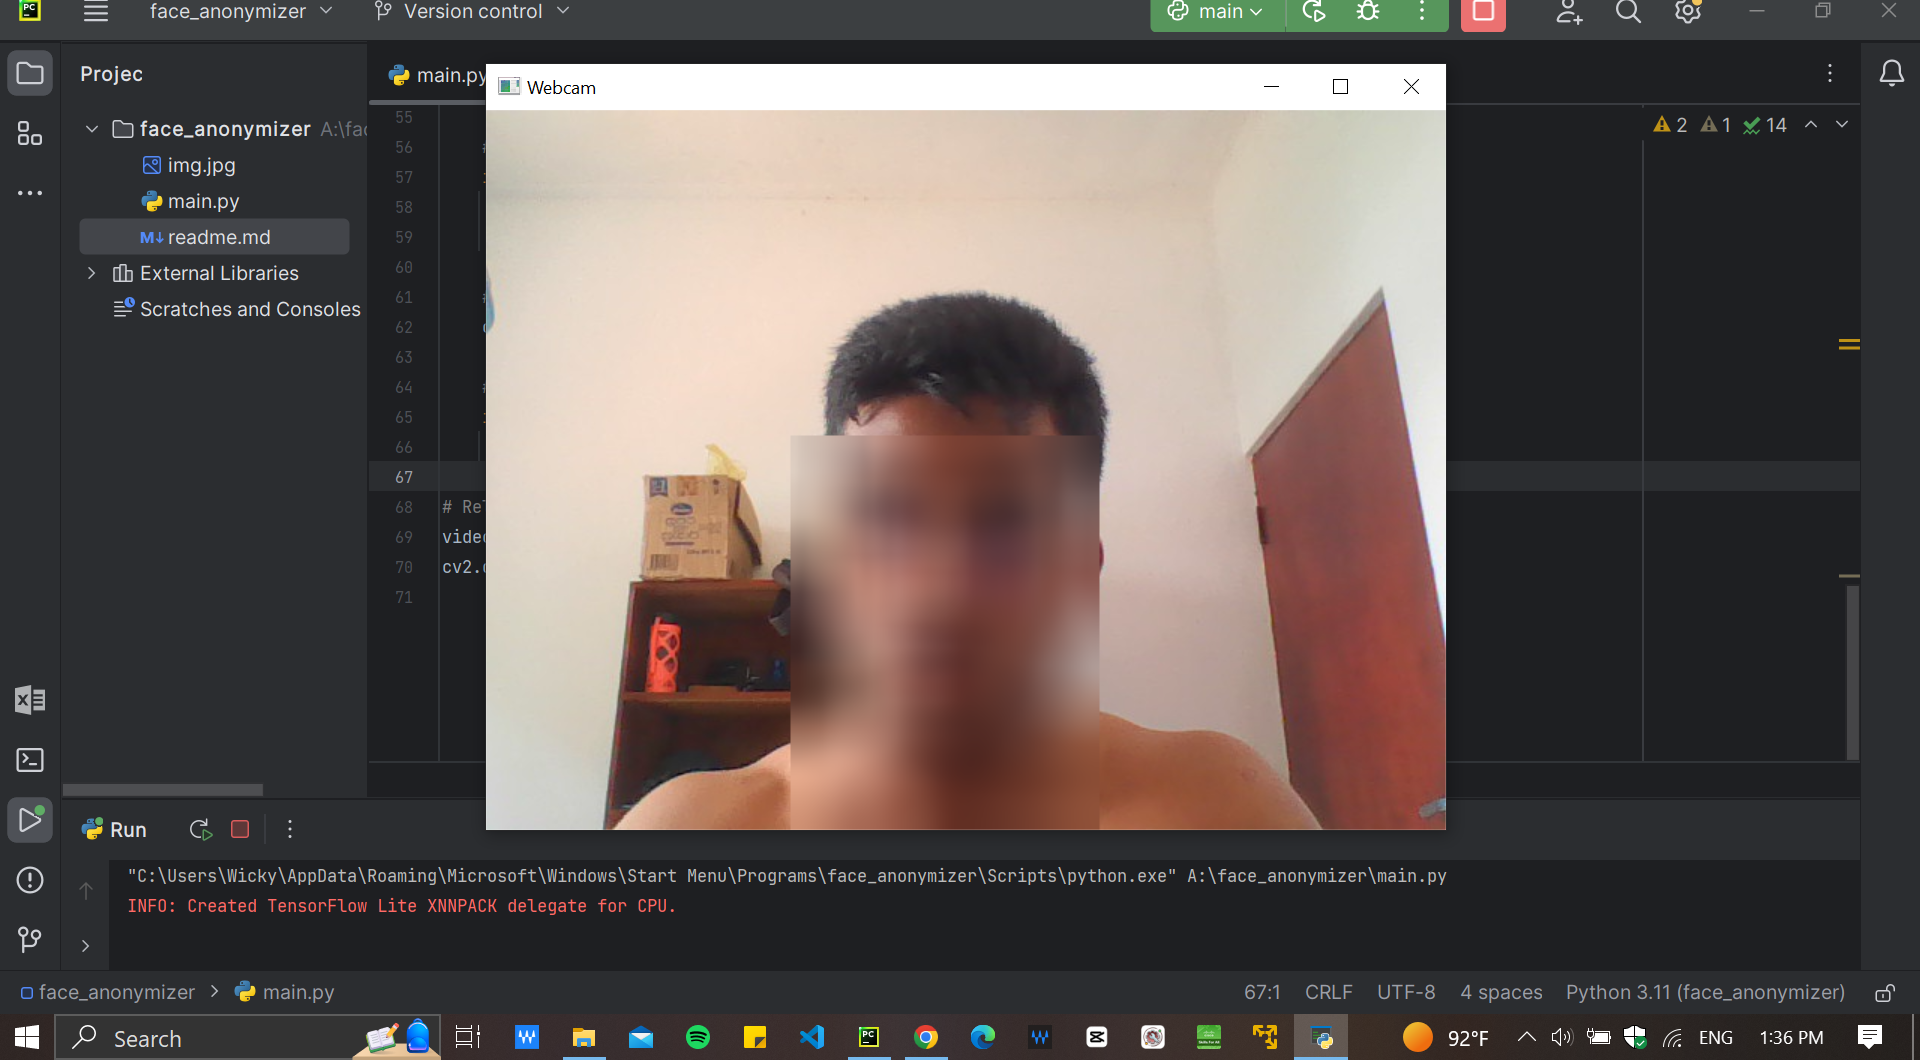 PC
face_anonymizer
Version control
main
Projec
main.py
Webcam
face_anonymizer A:\fac
2 1 14
img.jpg
main.py
M↓ readme.md
External Libraries
Scratches and Consoles
55
56 #
57
58
59
60
61 #
62
63
64 #
65
66
67
68 # Re
69 video
70 cv2.
71
Run
"C:\Users\Wicky\AppData\Roaming\Microsoft\Windows\Start Menu\Programs\face_anonymizer\Scripts\python.exe" A:\face_anonymizer\main.py
INFO: Created TensorFlow Lite XNNPACK delegate for CPU.
face_anonymizer > main.py
67:1 CRLF UTF-8 4 spaces Python 3.11 (face_anonymizer)
Search
PC
92°F
ENG
1:36 PM